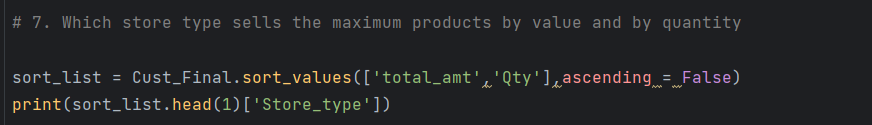 # 7. Which store type sells the maximum products by value and by quantity
sort_list = Cust_Final.sort_values(['total_amt','Qty'],ascending = False)
print(sort_list.head(1)['Store_type'])